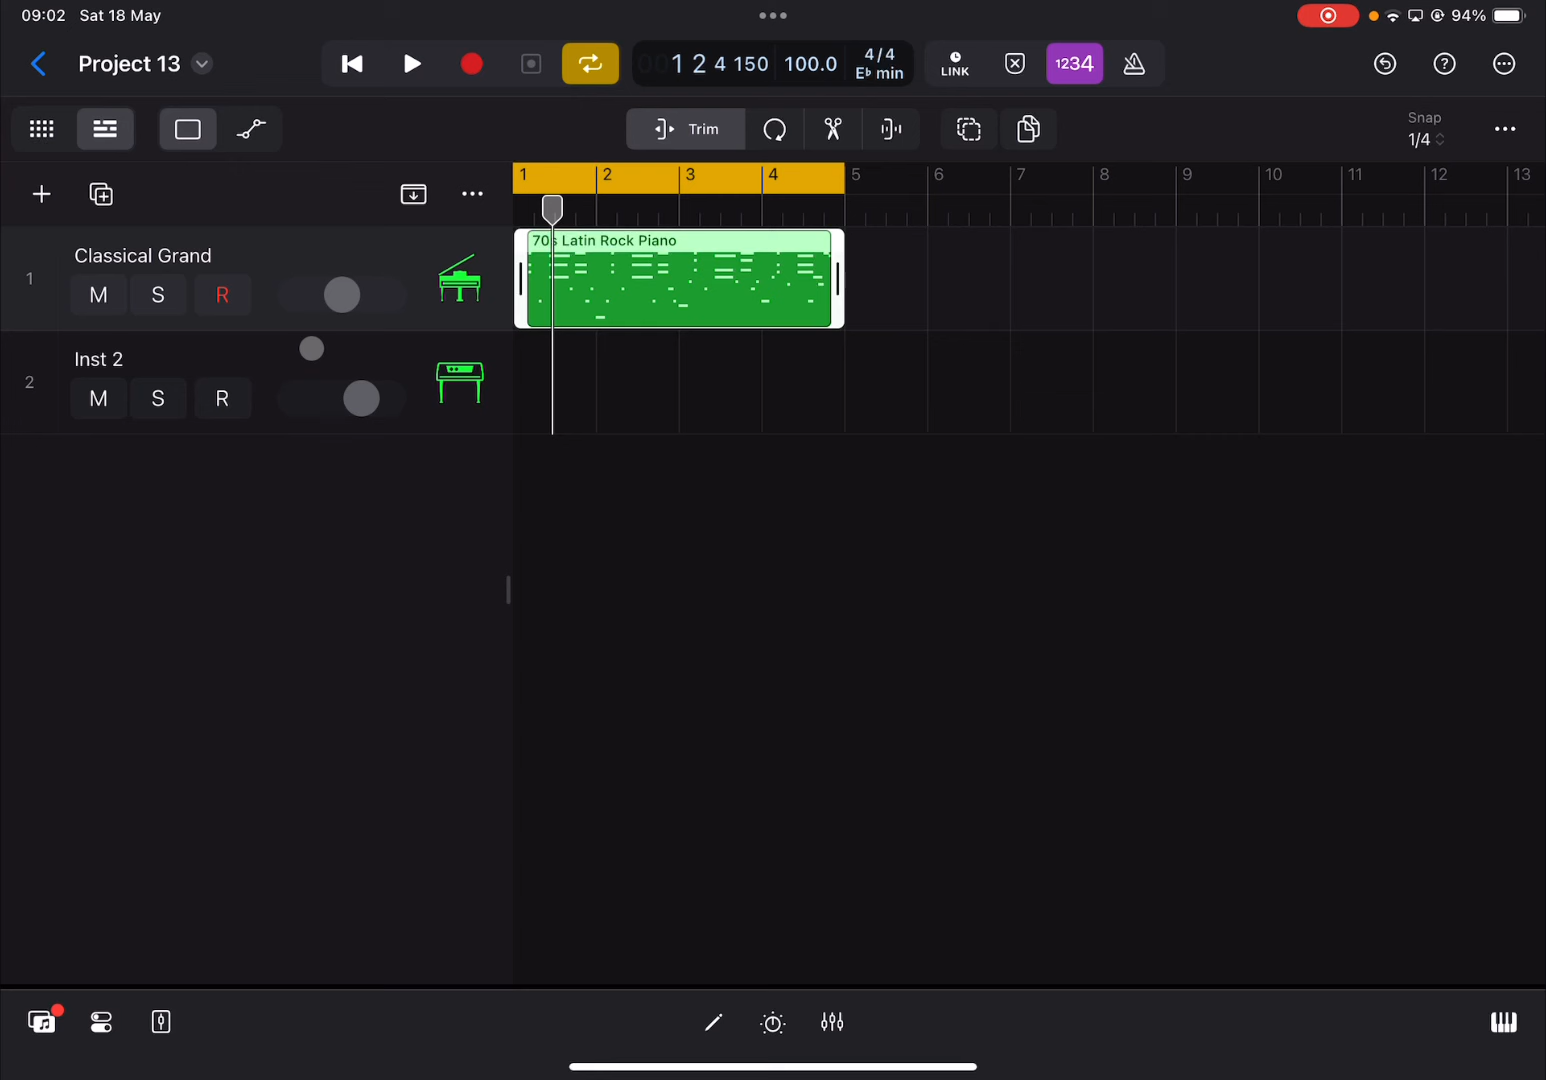 09:02 Sat 18 May
94%
Project 13
001 2 4 150
100.0
4/4
E♭ min
LINK
1234
Trim
Snap
1/4
1 2 3 4 5 6 7 8 9 10 11 12 13
1
Classical Grand
M S R
70s Latin Rock Piano
2
Inst 2
M S R